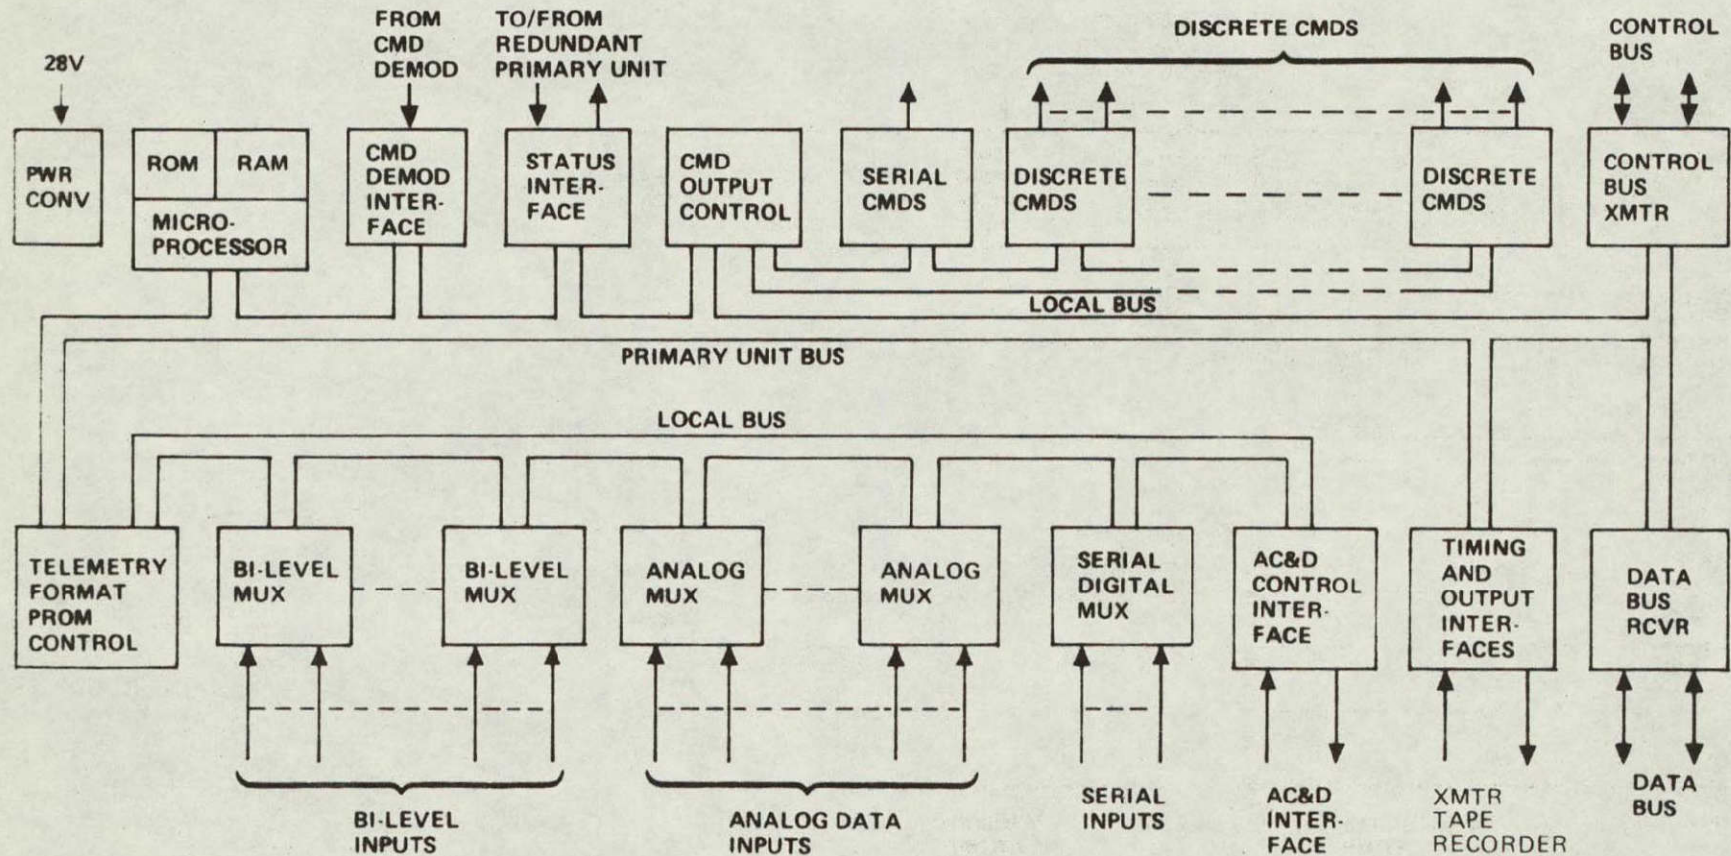 FROM
CMD
DEMOD
TO/FROM
REDUNDANT
PRIMARY UNIT
DISCRETE CMDS
CONTROL
BUS
28V
PWR
CONV
ROM
RAM
MICRO-
PROCESSOR
CMD
DEMOD
INTER-
FACE
STATUS
INTER-
FACE
CMD
OUTPUT
CONTROL
SERIAL
CMDS
DISCRETE
CMDS
DISCRETE
CMDS
CONTROL
BUS
XMTR
LOCAL BUS
PRIMARY UNIT BUS
LOCAL BUS
TELEMETRY
FORMAT
PROM
CONTROL
BI-LEVEL
MUX
BI-LEVEL
MUX
ANALOG
MUX
ANALOG
MUX
SERIAL
DIGITAL
MUX
AC&D
CONTROL
INTER-
FACE
TIMING
AND
OUTPUT
INTER-
FACES
DATA
BUS
RCVR
BI-LEVEL
INPUTS
ANALOG DATA
INPUTS
SERIAL
INPUTS
AC&D
INTER-
FACE
XMTR
TAPE
RECORDER
DATA
BUS